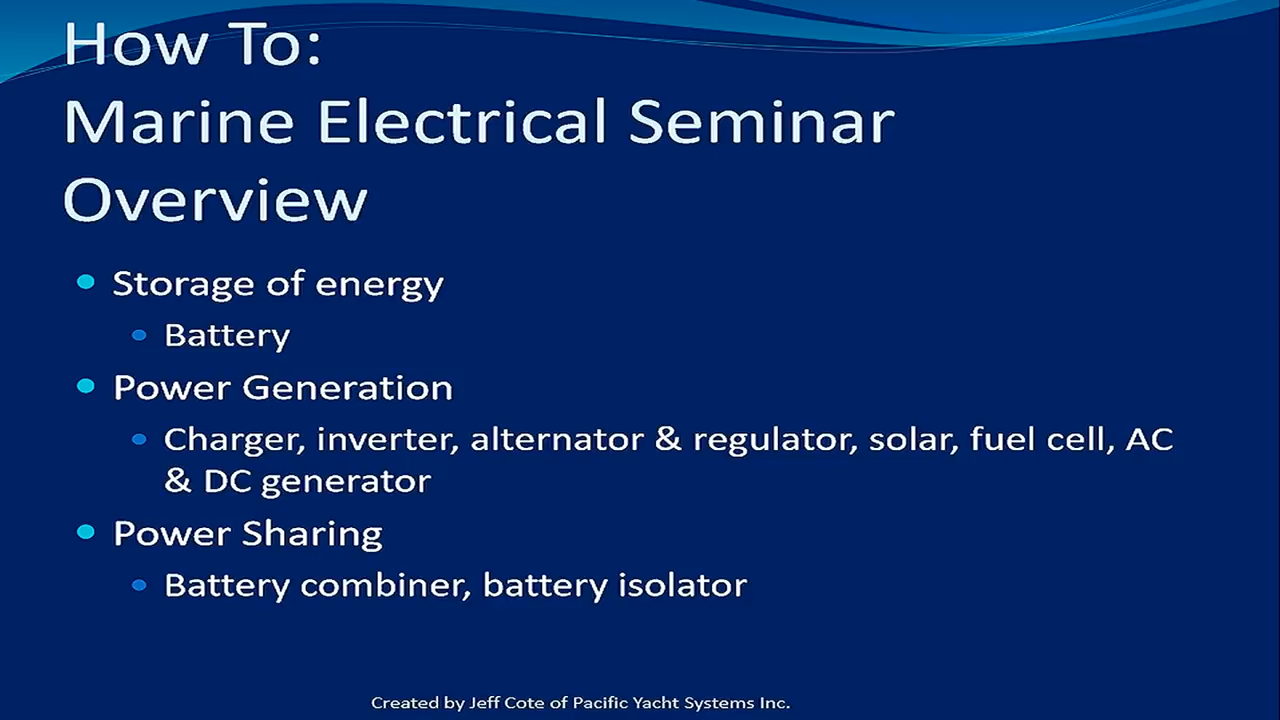 How To:
Marine Electrical Seminar
Overview
Storage of energy
Battery
Power Generation
Charger, inverter, alternator & regulator, solar, fuel cell, AC
& DC generator
Power Sharing
Battery combiner, battery isolator
Created by Jeff Cote of Pacific Yacht Systems Inc.